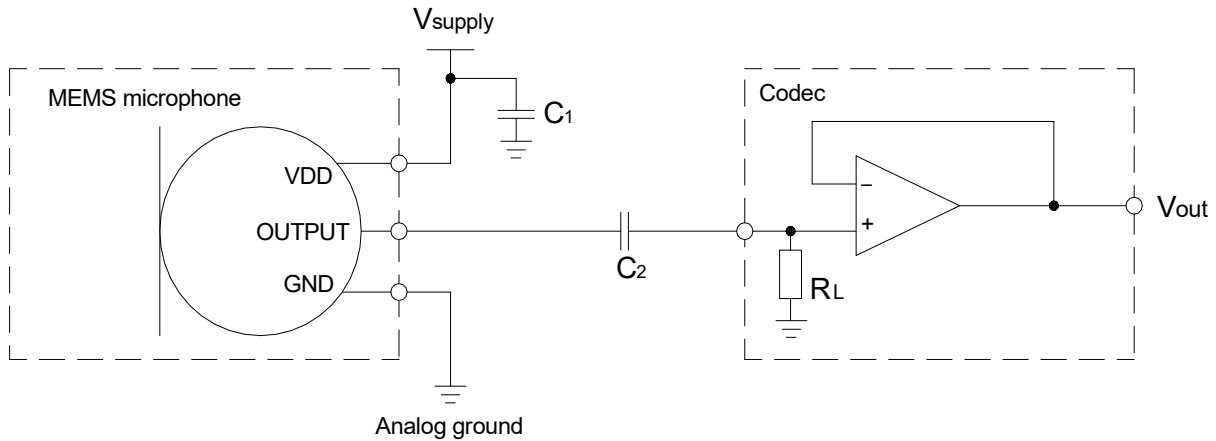 Vsupply
MEMS microphone
C1
Codec
VDD
−
Vout
OUTPUT
+
C2
GND
RL
Analog ground